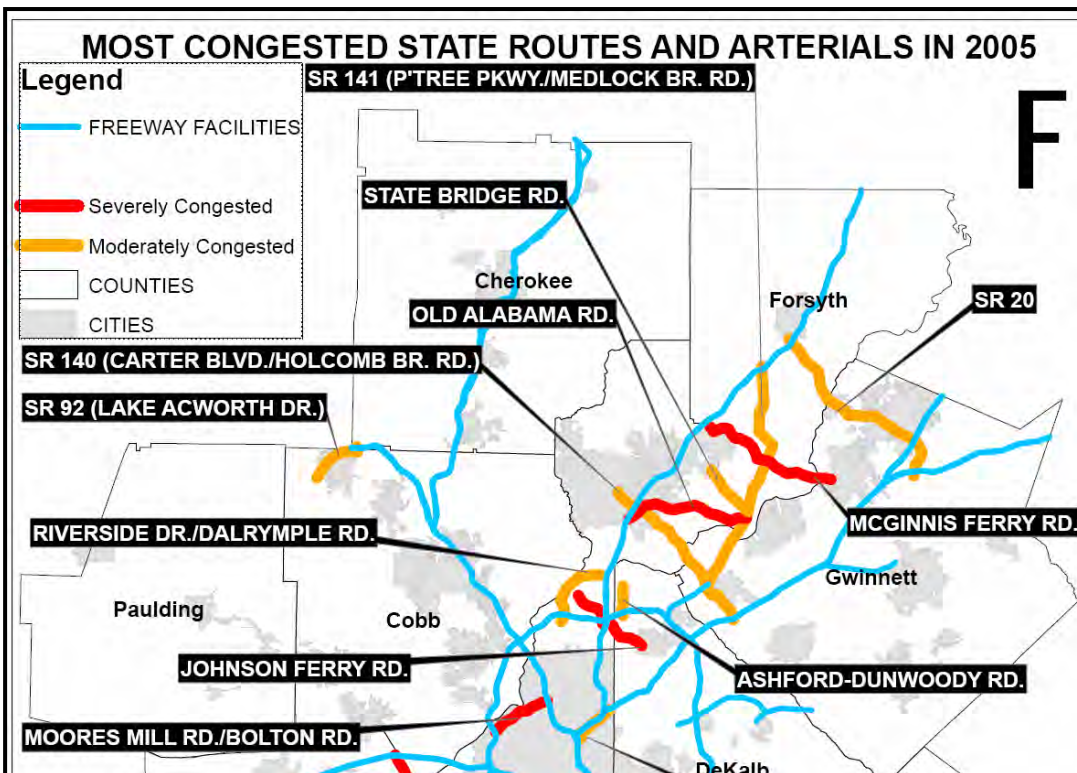 MOST CONGESTED STATE ROUTES AND ARTERIALS IN 2005
Legend
FREEWAY FACILITIES
Severely Congested
Moderately Congested
COUNTIES
CITIES
SR 141 (P'TREE PKWY./MEDLOCK BR. RD.)
F
STATE BRIDGE RD.
Cherokee
Forsyth
SR 20
OLD ALABAMA RD.
SR 140 (CARTER BLVD./HOLCOMB BR. RD.)
SR 92 (LAKE ACWORTH DR.)
MCGINNIS FERRY RD.
RIVERSIDE DR./DALRYMPLE RD.
Gwinnett
Paulding
Cobb
JOHNSON FERRY RD.
ASHFORD-DUNWOODY RD.
MOORES MILL RD./BOLTON RD.
DeKalb